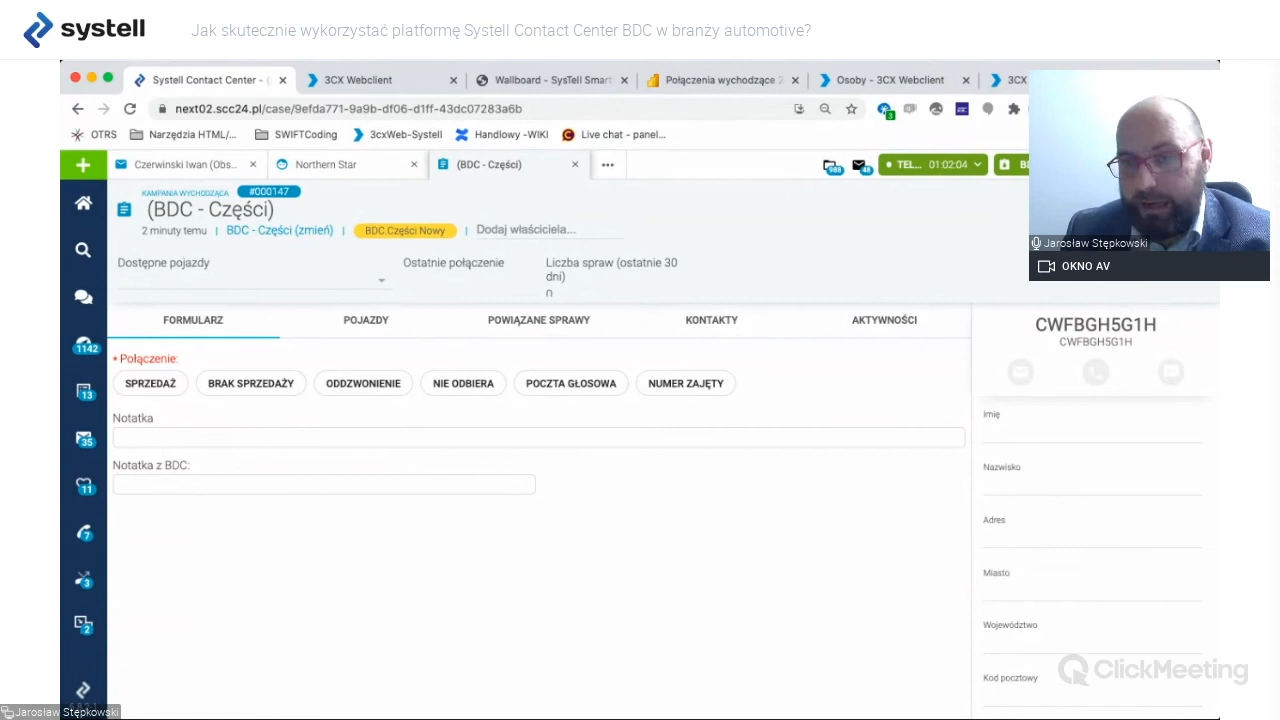 systell
Jak skutecznie wykorzystać platformę Systell Contact Center BDC w branży automotive?
Systell Contact Center - (
3CX Webclient
Wallboard - SysTell Smart
Połączenia wychodzące 2
Osoby - 3CX Webclient
3CX
next02.scc24.pl/case/9efda771-9a9b-df06-d1ff-43dc07283a6b
3
OTRS
Narzędzia HTML/...
SWIFTCoding
3cxWeb-Systell
Handlowy -WIKI
Live chat - panel...
Czerwinski Iwan (Obs...
Northern Star
(BDC - Części)
988
48
TEL...
01:02:04
KAMPANIA WYCHODZĄCA
#000147
(BDC - Części)
2 minuty temu | BDC - Części (zmień) | BDC.Części Nowy | Dodaj właściciela...
Dostępne pojazdy
Ostatnie połączenie
Liczba spraw (ostatnie 30
dni)
Jarosław Stępkowski
OKNO AV
FORMULARZ
POJAZDY
POWIĄZANE SPRAWY
KONTAKTY
AKTYWNOŚCI
1142
13
35
11
7
3
2
* Połączenie:
SPRZEDAŻ
BRAK SPRZEDAŻY
ODDZWONIENIE
NIE ODBIERA
POCZTA GŁOSOWA
NUMER ZAJĘTY
Notatka
Notatka z BDC:
CWFBGH5G1H
CWFBGH5G1H
Imię
Nazwisko
Adres
Miasto
Województwo
Kod pocztowy
ClickMeeting
Jarosław Stępkowski